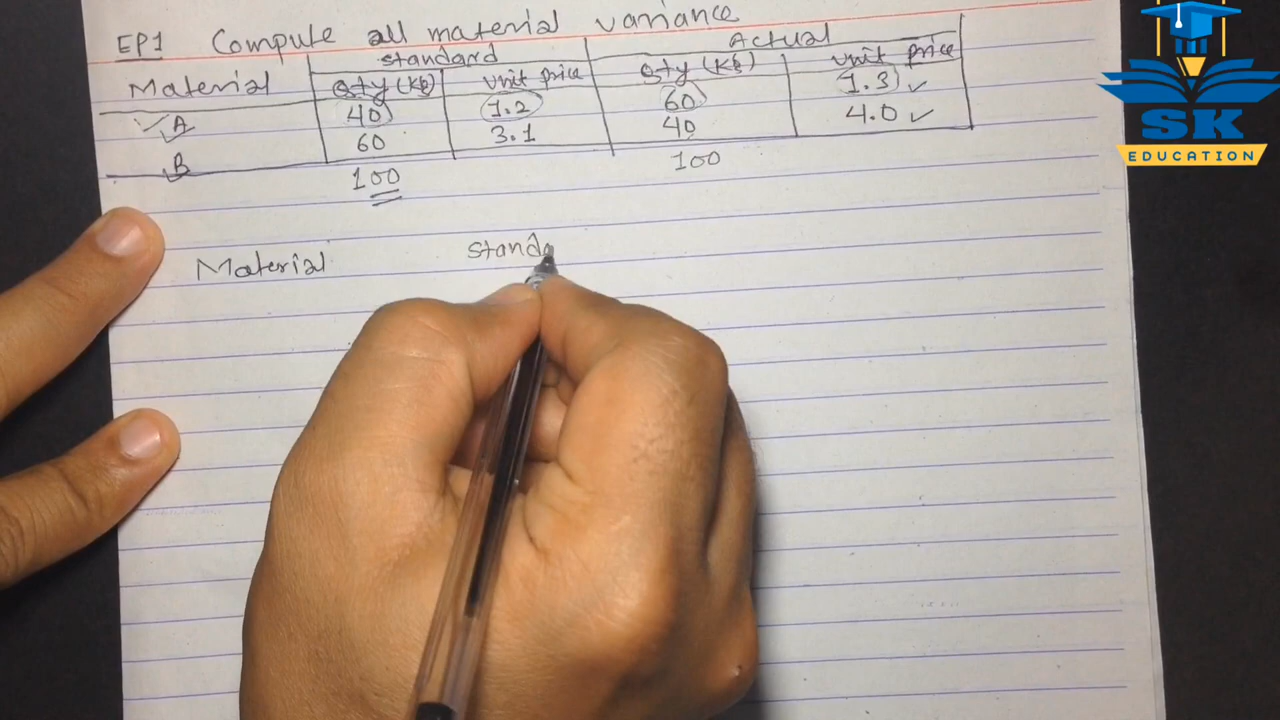 EP1 Compute all material variance
standard Actual
Material Qty (Kg) unit price Qty (Kg) unit price
A 40 1.2 60 1.3
B 60 3.1 40 4.0
100 100
Material Standa
SK
EDUCATION